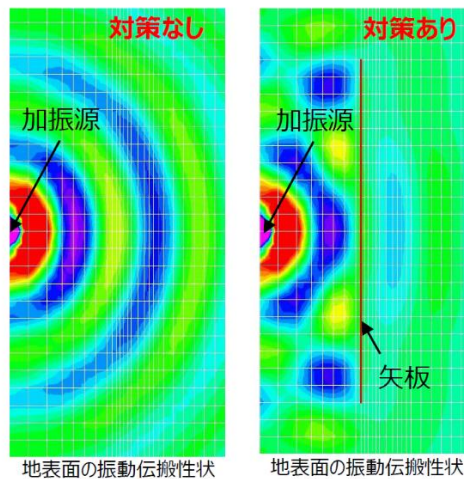 対策なし
加振源
地表面の振動伝搬性状
対策あり
加振源
矢板
地表面の振動伝搬性状